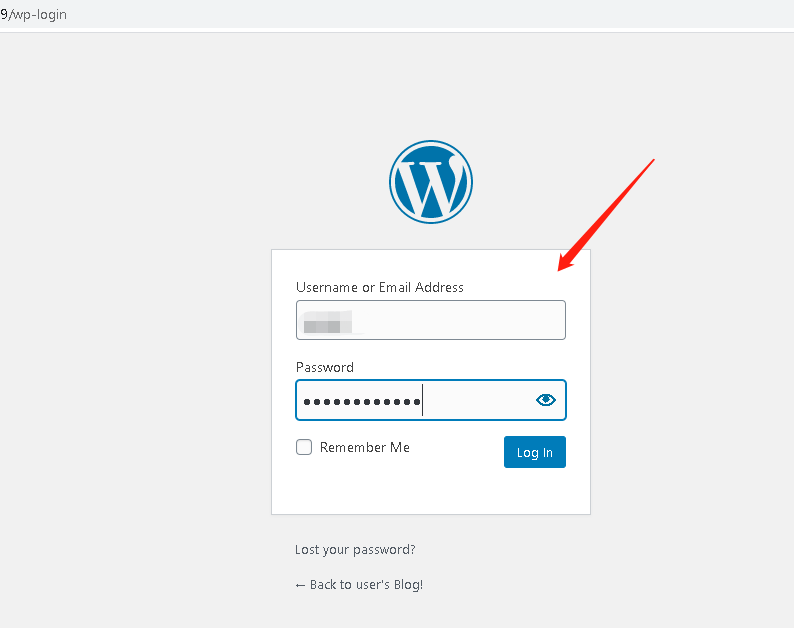 9/wp-login
Username or Email Address
Password
Remember Me
Log In
Lost your password?
← Back to user's Blog!